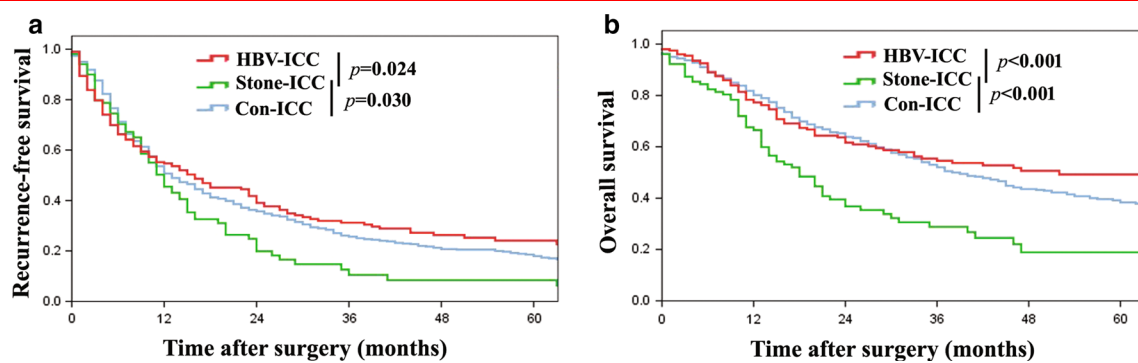 a
Recurrence-free survival
1.0
0.8
0.6
0.4
0.2
0.0
HBV-ICC
Stone-ICC
Con-ICC
p=0.024
p=0.030
0 12 24 36 48 60
Time after surgery (months)
b
Overall survival
1.0
0.8
0.6
0.4
0.2
0.0
HBV-ICC
Stone-ICC
Con-ICC
p<0.001
p<0.001
0 12 24 36 48 60
Time after surgery (months)